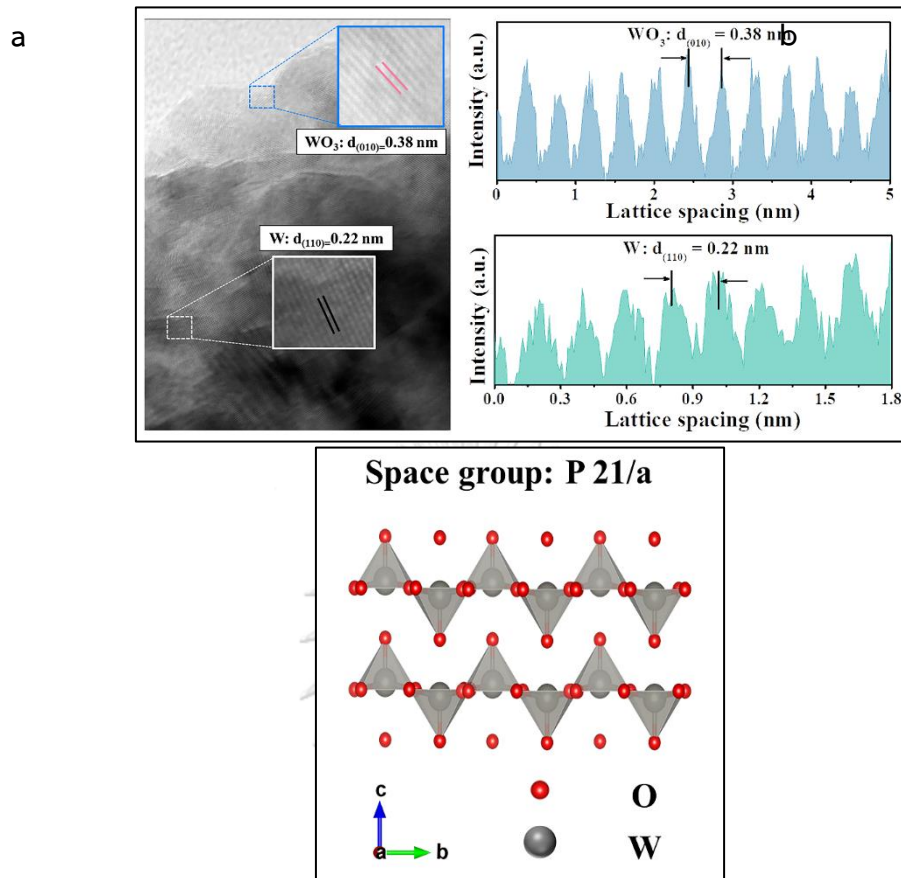 a
WO₃: d₍₀₁₀₎=0.38 nm
W: d₍₁₁₀₎=0.22 nm
b
WO₃: d₍₀₁₀₎ = 0.38 nm
Intensity (a.u.)
0 1 2 3 4 5
Lattice spacing (nm)
W: d₍₁₁₀₎ = 0.22 nm
Intensity (a.u.)
0.0 0.3 0.6 0.9 1.2 1.5 1.8
Lattice spacing (nm)
Space group: P 21/a
c
a b
O
W